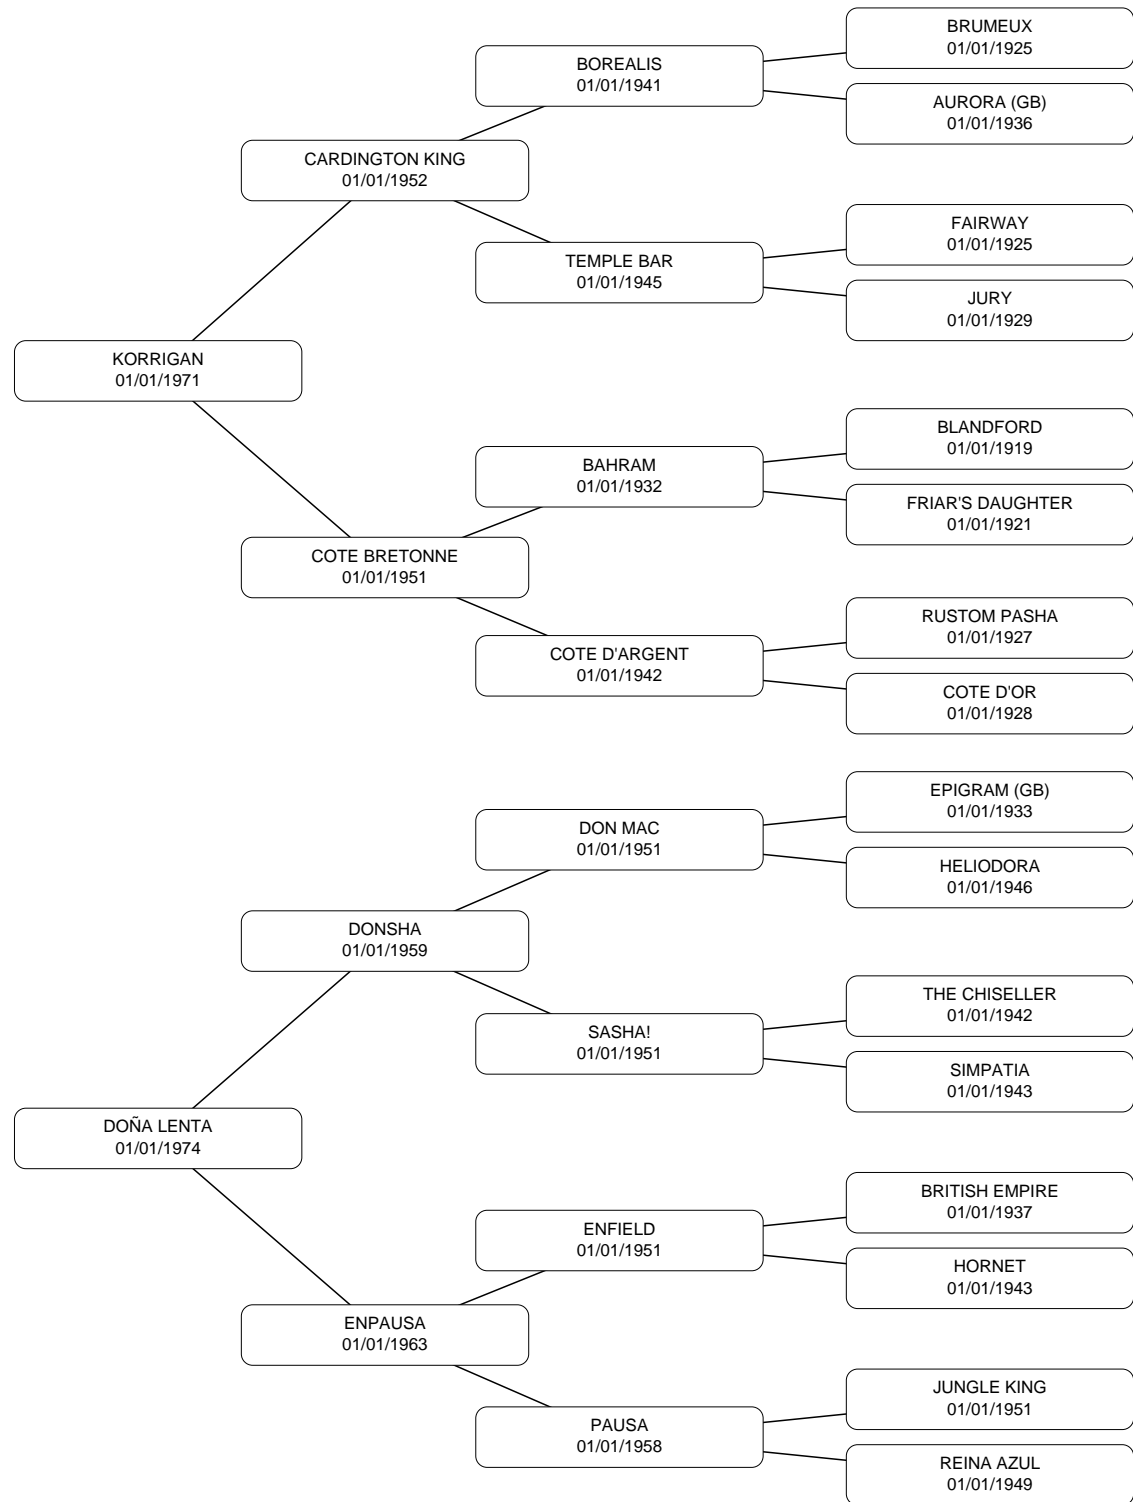 BRUMEUX
01/01/1925
BOREALIS
01/01/1941
AURORA (GB)
01/01/1936
CARDINGTON KING
01/01/1952
FAIRWAY
01/01/1925
TEMPLE BAR
01/01/1945
JURY
01/01/1929
KORRIGAN
01/01/1971
BLANDFORD
01/01/1919
BAHRAM
01/01/1932
FRIAR'S DAUGHTER
01/01/1921
COTE BRETONNE
01/01/1951
RUSTOM PASHA
01/01/1927
COTE D'ARGENT
01/01/1942
COTE D'OR
01/01/1928
EPIGRAM (GB)
01/01/1933
DON MAC
01/01/1951
HELIODORA
01/01/1946
DONSHA
01/01/1959
THE CHISELLER
01/01/1942
SASHA!
01/01/1951
SIMPATIA
01/01/1943
DOÑA LENTA
01/01/1974
BRITISH EMPIRE
01/01/1937
ENFIELD
01/01/1951
HORNET
01/01/1943
ENPAUSA
01/01/1963
JUNGLE KING
01/01/1951
PAUSA
01/01/1958
REINA AZUL
01/01/1949